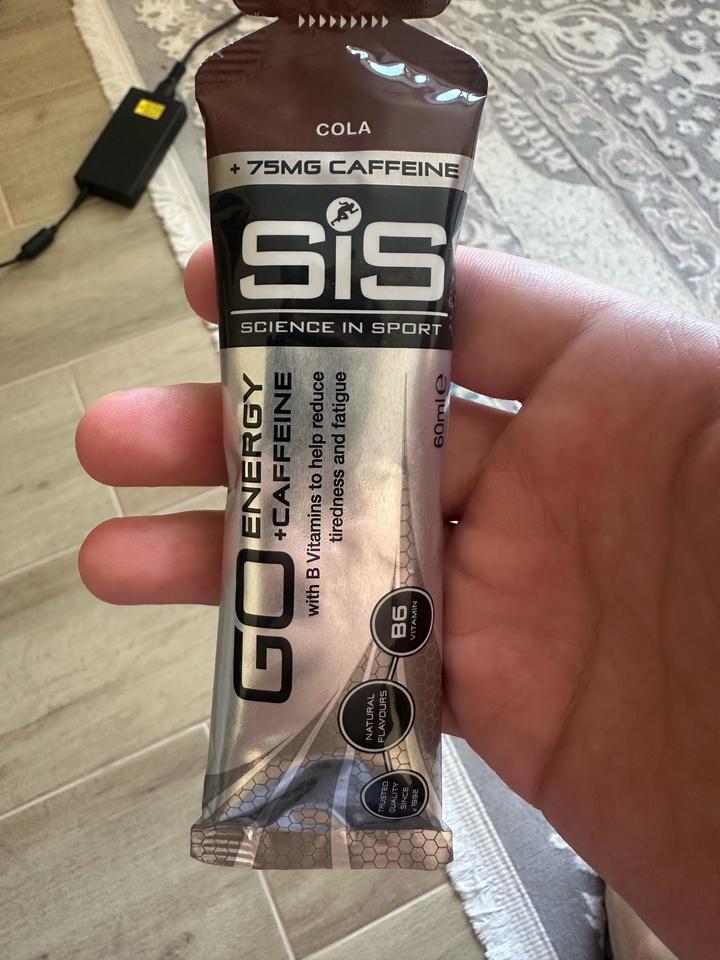 COLA
+ 75MG CAFFEINE
SiS
SCIENCE IN SPORT
GO ENERGY
+CAFFEINE
with B Vitamins to help reduce
tiredness and fatigue
60ml e
B6
VITAMIN
NATURAL
FLAVOURS
TRUSTED
QUALITY
SINCE
1992